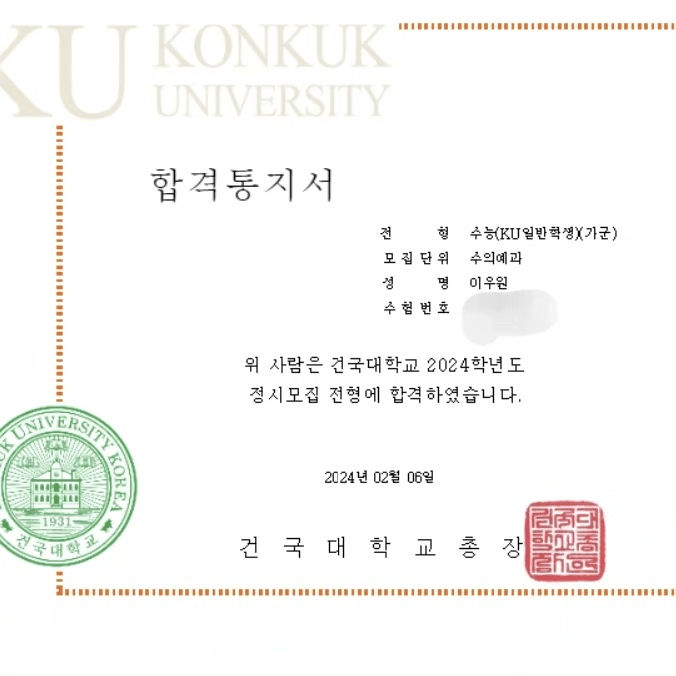 KU KONKUK
UNIVERSITY
합격통지서
전 형 수능(KU일반학생)(가군)
모집단위 수의예과
성 명 이우원
수험번호
위 사람은 건국대학교 2024학년도
정시모집 전형에 합격하였습니다.
2024년 02월 06일
UNIVERSITY KOREA
1931
건국대학교
건국대학교총장